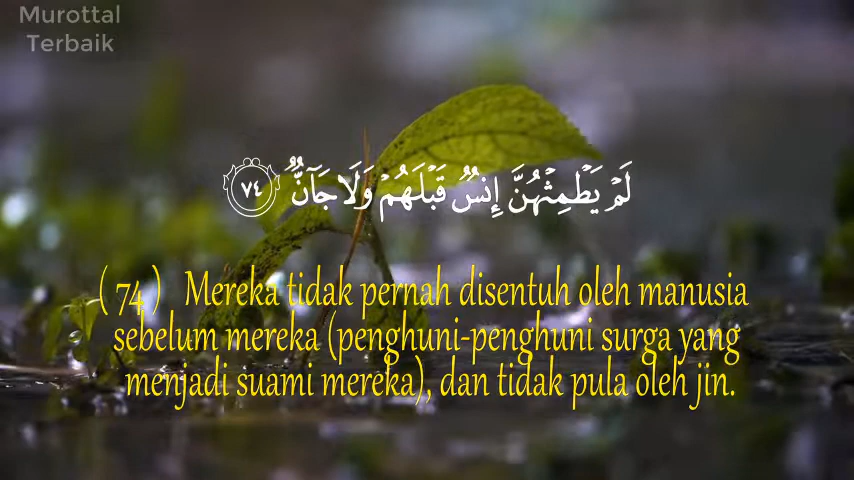 Murottal
Terbaik
لَمْ يَطْمِثْهُنَّ إِنسٌ قَبْلَهُمْ وَلَا جَآنٌّ ٧٤
( 74 ) Mereka tidak pernah disentuh oleh manusia
sebelum mereka (penghuni-penghuni surga yang
menjadi suami mereka), dan tidak pula oleh jin.